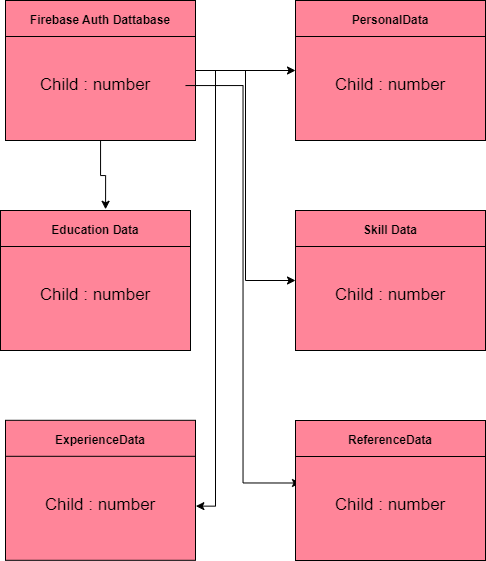 Firebase Auth Dattabase
Child : number
PersonalData
Child : number
Education Data
Child : number
Skill Data
Child : number
ExperienceData
Child : number
ReferenceData
Child : number